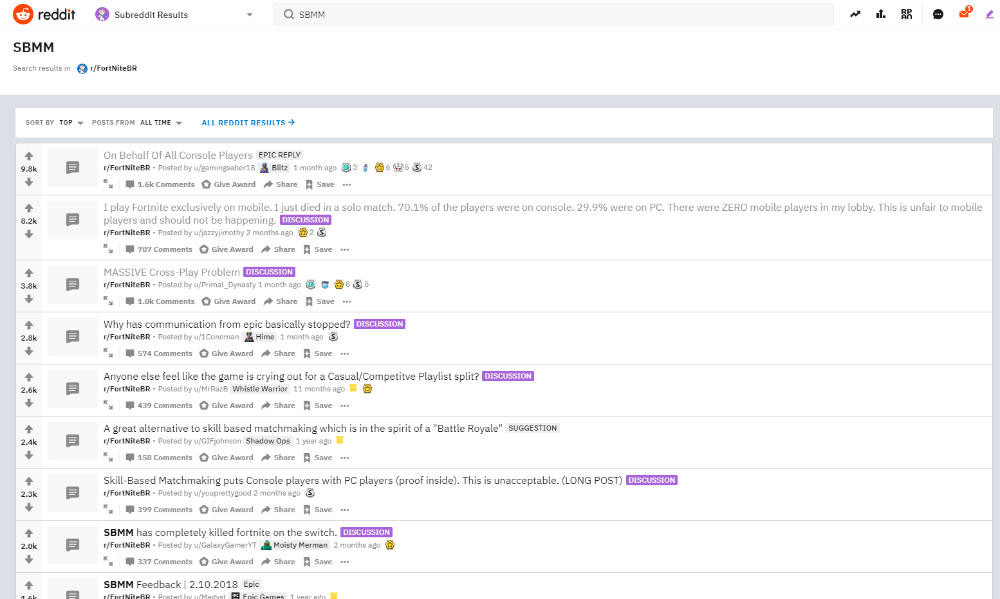 reddit Subreddit Results SBMM 1
SBMM
Search results in r/FortNiteBR
SORT BY TOP POSTS FROM ALL TIME ALL REDDIT RESULTS
On Behalf Of All Console Players EPIC REPLY
9.8k
r/FortNiteBR • Posted by u/gamingsaber18 Blitz 1 month ago 3 6 5 42
1.6k Comments Give Award Share Save
I play Fortnite exclusively on mobile. I just died in a solo match. 70.1% of the players were on console. 29.9% were on PC. There were ZERO mobile players in my lobby. This is unfair to mobile
8.2k
players and should not be happening. DISCUSSION
r/FortNiteBR • Posted by u/jazzyjimothy 2 months ago 2
787 Comments Give Award Share Save
MASSIVE Cross-Play Problem DISCUSSION
3.8k
r/FortNiteBR • Posted by u/Primal_Dynasty 1 month ago 8 5
1.0k Comments Give Award Share Save
Why has communication from epic basically stopped? DISCUSSION
2.8k
r/FortNiteBR • Posted by u/1Connman Hime 1 month ago
574 Comments Give Award Share Save
Anyone else feel like the game is crying out for a Casual/Competitve Playlist split? DISCUSSION
2.6k
r/FortNiteBR • Posted by u/MrRazB Whistle Warrior 11 months ago
439 Comments Give Award Share Save
A great alternative to skill based matchmaking which is in the spirit of a "Battle Royale" SUGGESTION
2.4k
r/FortNiteBR • Posted by u/GIFjohnson Shadow Ops 1 year ago
158 Comments Give Award Share Save
Skill-Based Matchmaking puts Console players with PC players (proof inside). This is unacceptable. (LONG POST) DISCUSSION
2.3k
r/FortNiteBR • Posted by u/youprettygood 2 months ago
399 Comments Give Award Share Save
SBMM has completely killed fortnite on the switch. DISCUSSION
2.0k
r/FortNiteBR • Posted by u/GalaxyGamerYT Moisty Merman 2 months ago
337 Comments Give Award Share Save
SBMM Feedback | 2.10.2018 Epic
1.6k
r/FortNiteBR • Posted by u/Magyst Epic Games 1 year ago